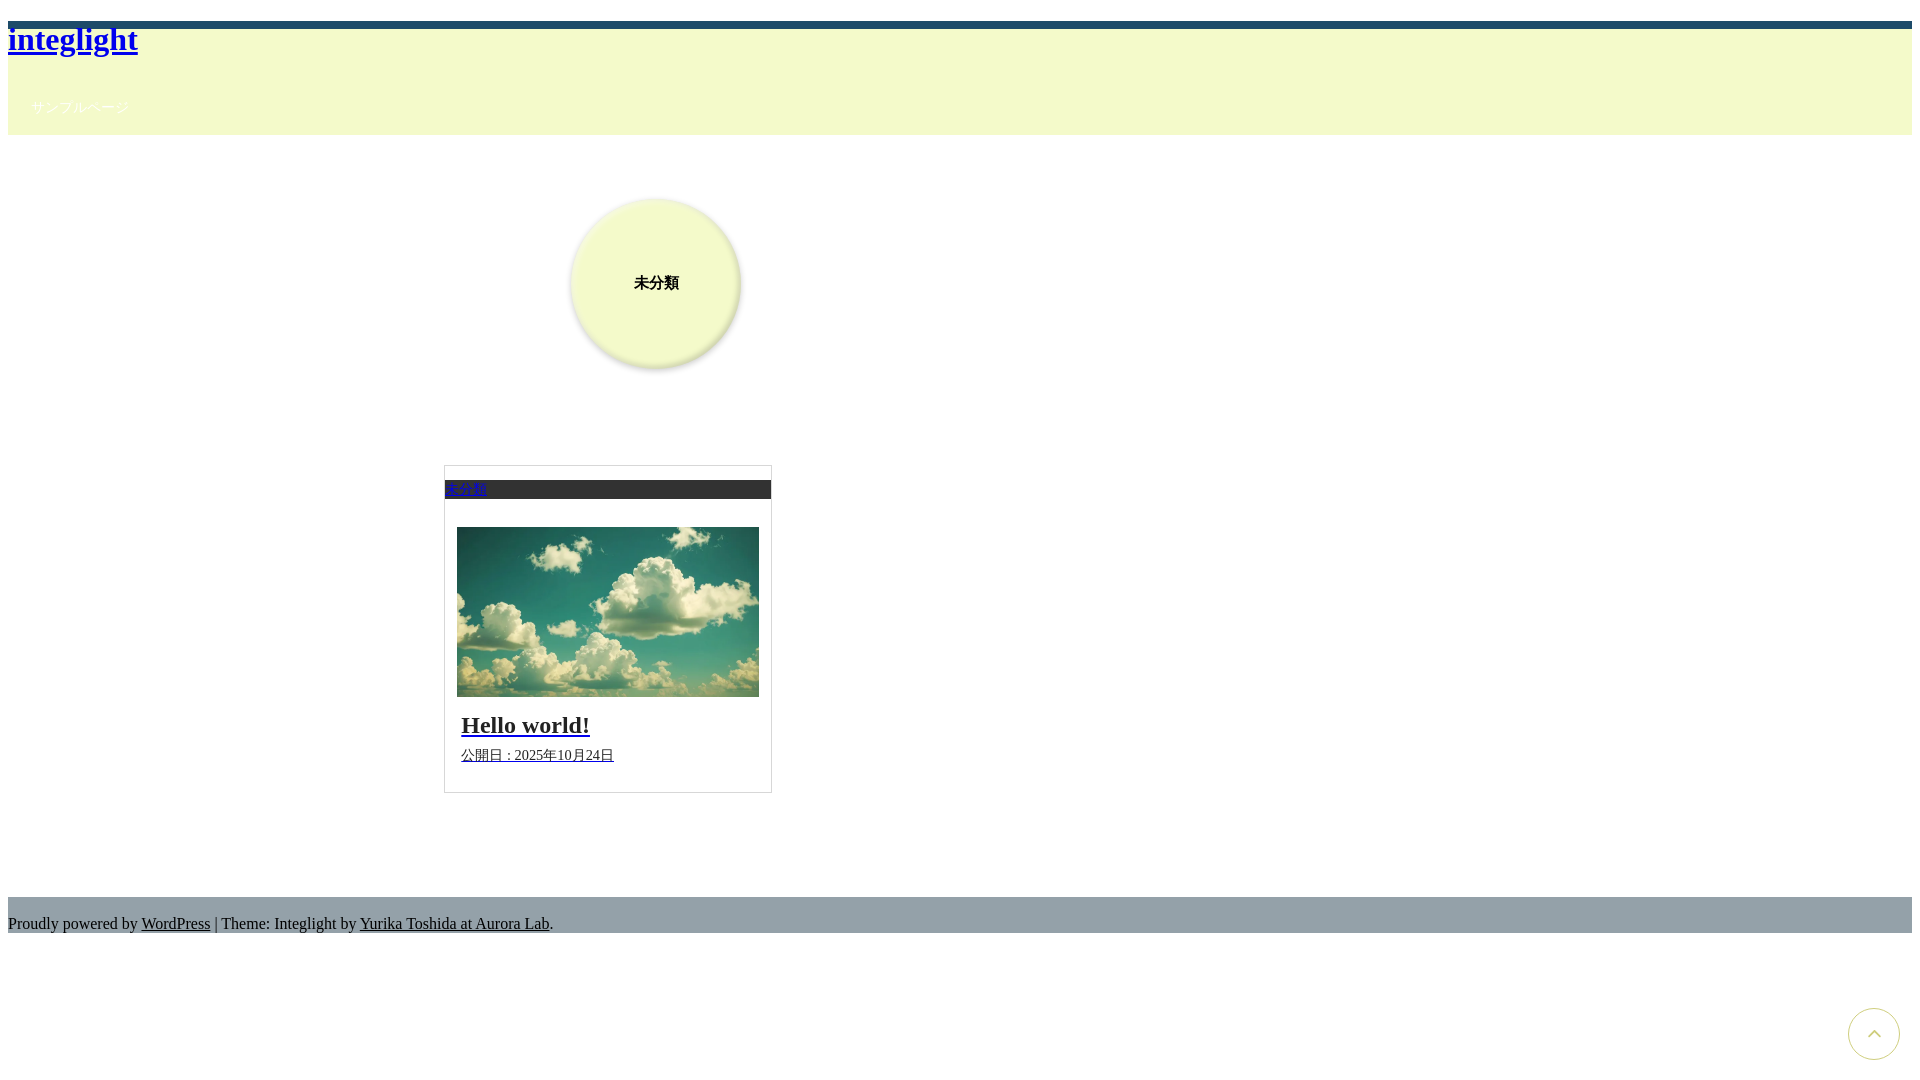 integlight
サンプルページ
未分類
未分類
Hello world!
公開日 : 2025年10月24日
Proudly powered by WordPress | Theme: Integlight by Yurika Toshida at Aurora Lab.